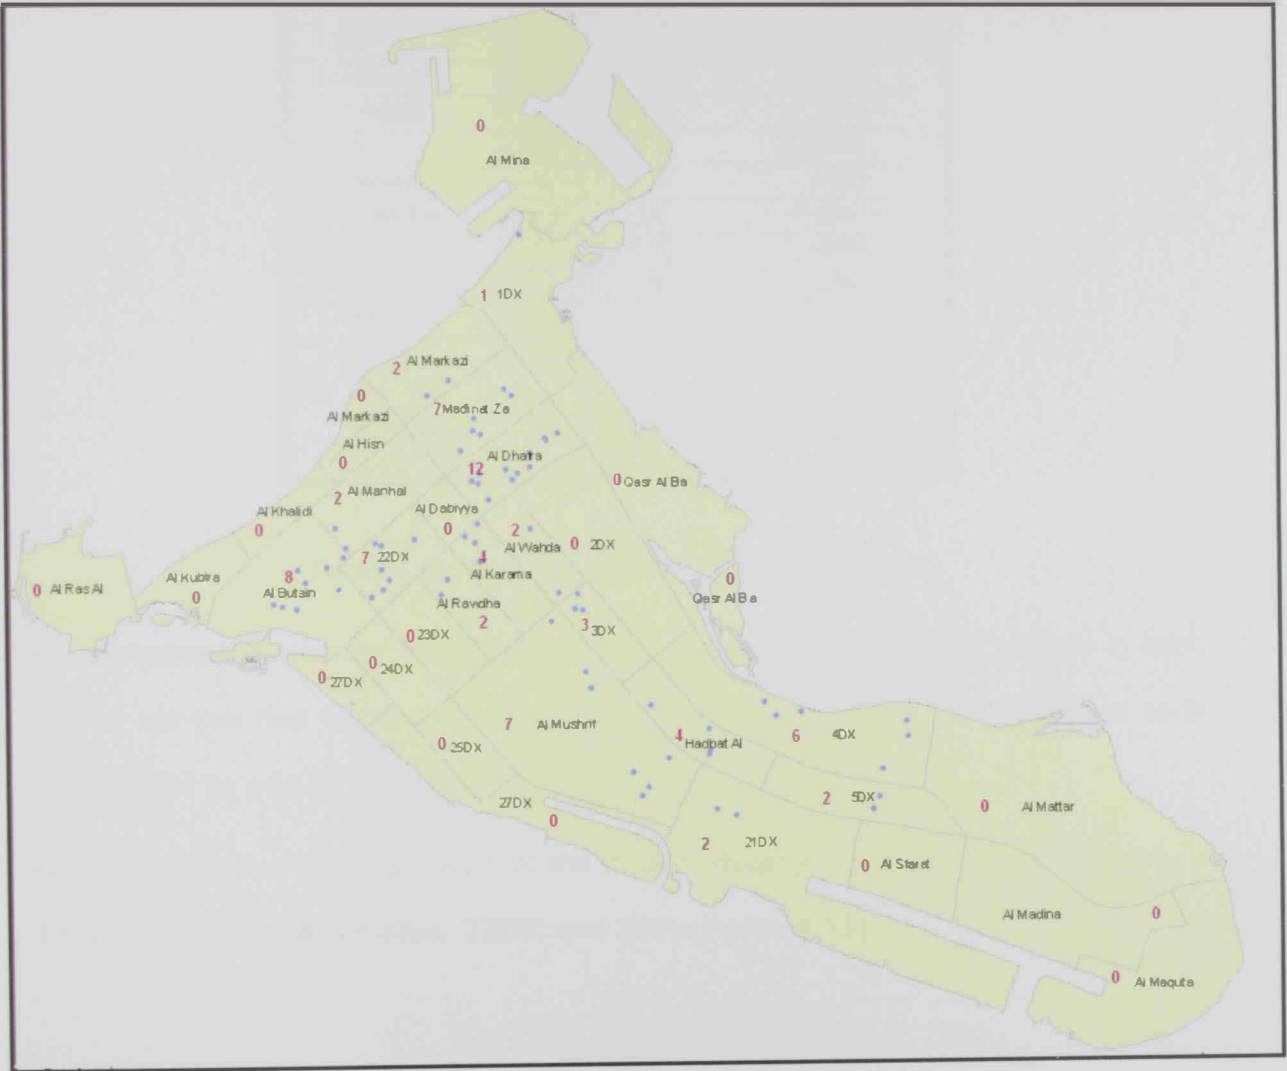 0
Al Mina
1 1DX
2 Al Markazi
0
Al Markazi
7 Madinat Za
Al Hisn
0
Al Dhafra
12
0 Qasr Al Ba
2 Al Manhal
Al Khalidi
0
Al Dabiyya
0
2
Al Wahda
0 2DX
7 22DX
4
Al Karama
8
Al Butain
Al Kubira
0
0 Al Ras Al
0
Qasr Al Ba
Al Rawdha
2
3 3DX
0 23DX
0 24DX
0 27DX
7 Al Mushrif
0 25DX
4
Hadbat Al
6 4DX
27DX
0
2 5DX
0 Al Mattar
2 21DX
0 Al Sfarat
Al Madina 0
0 Al Maquta